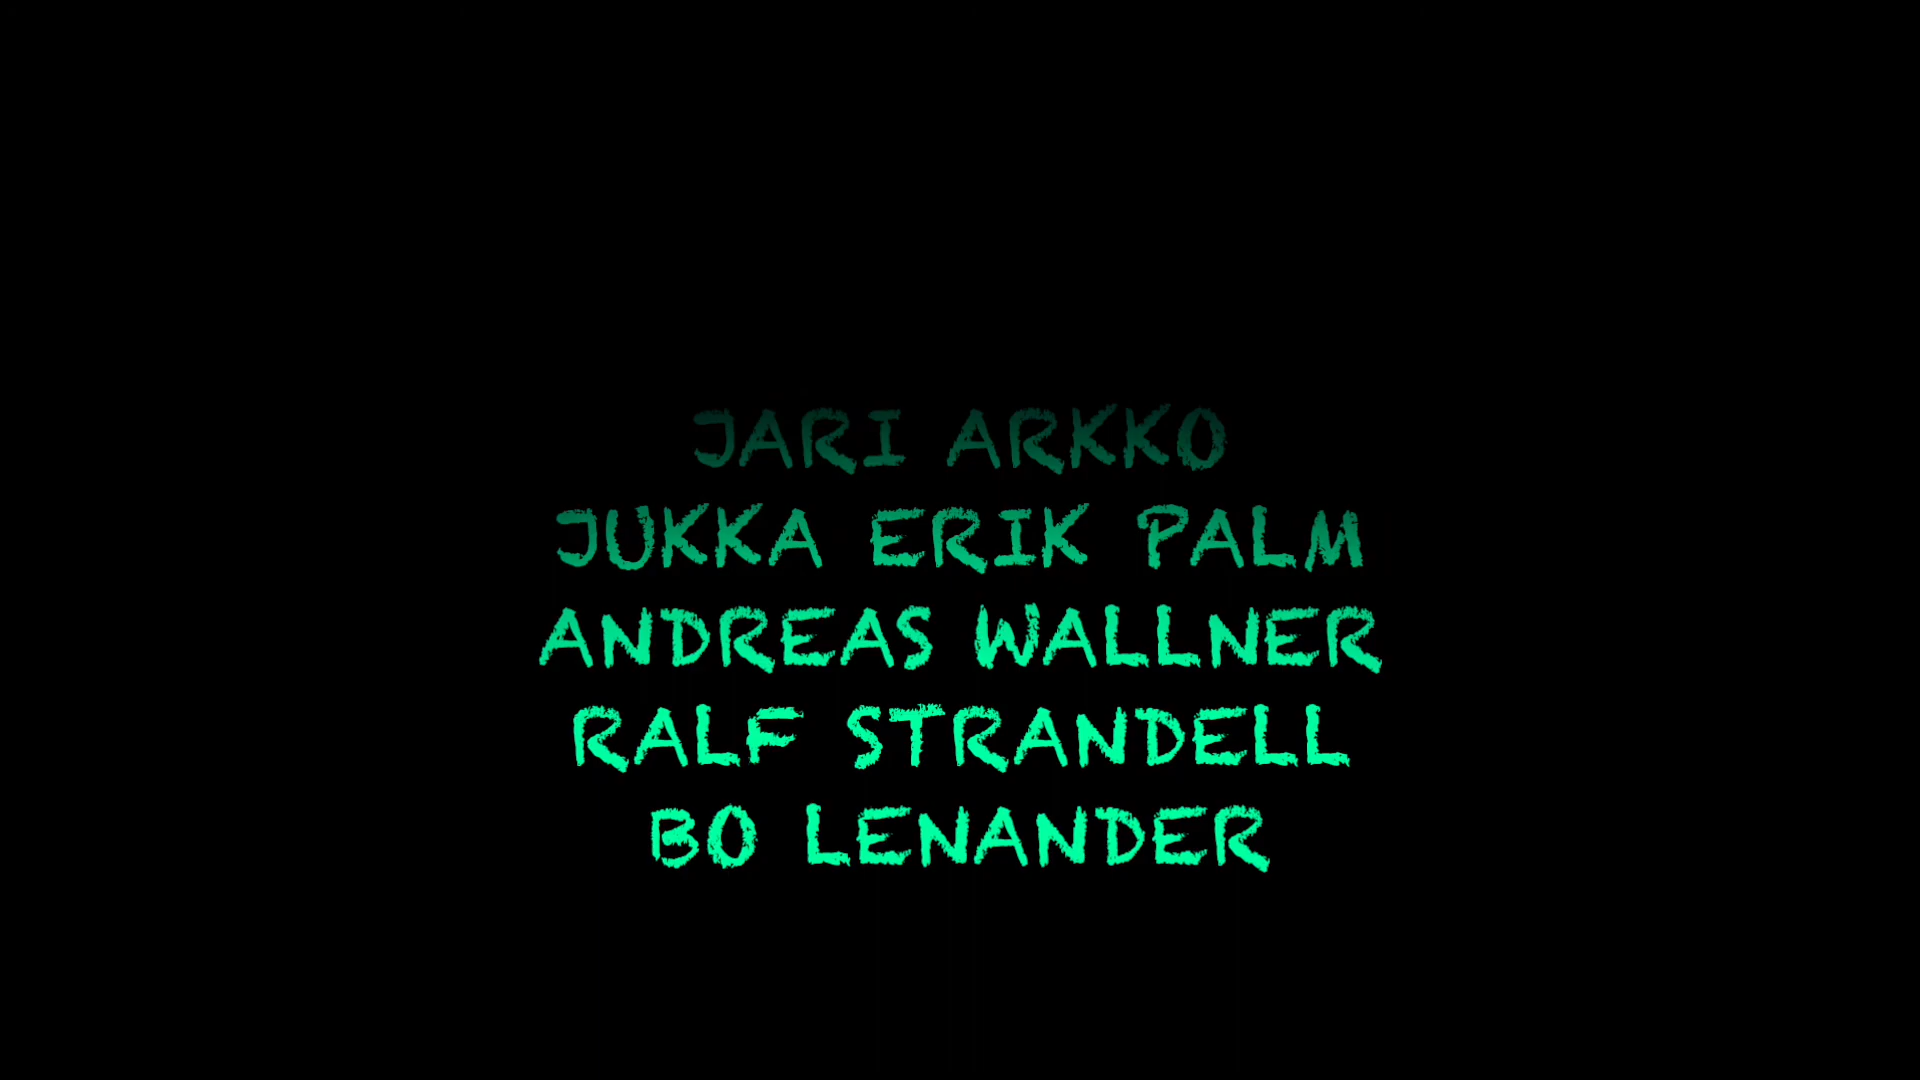 JARI ARKKO
JUKKA ERIK PALM
ANDREAS WALLNER
RALF STRANDELL
BO LENANDER